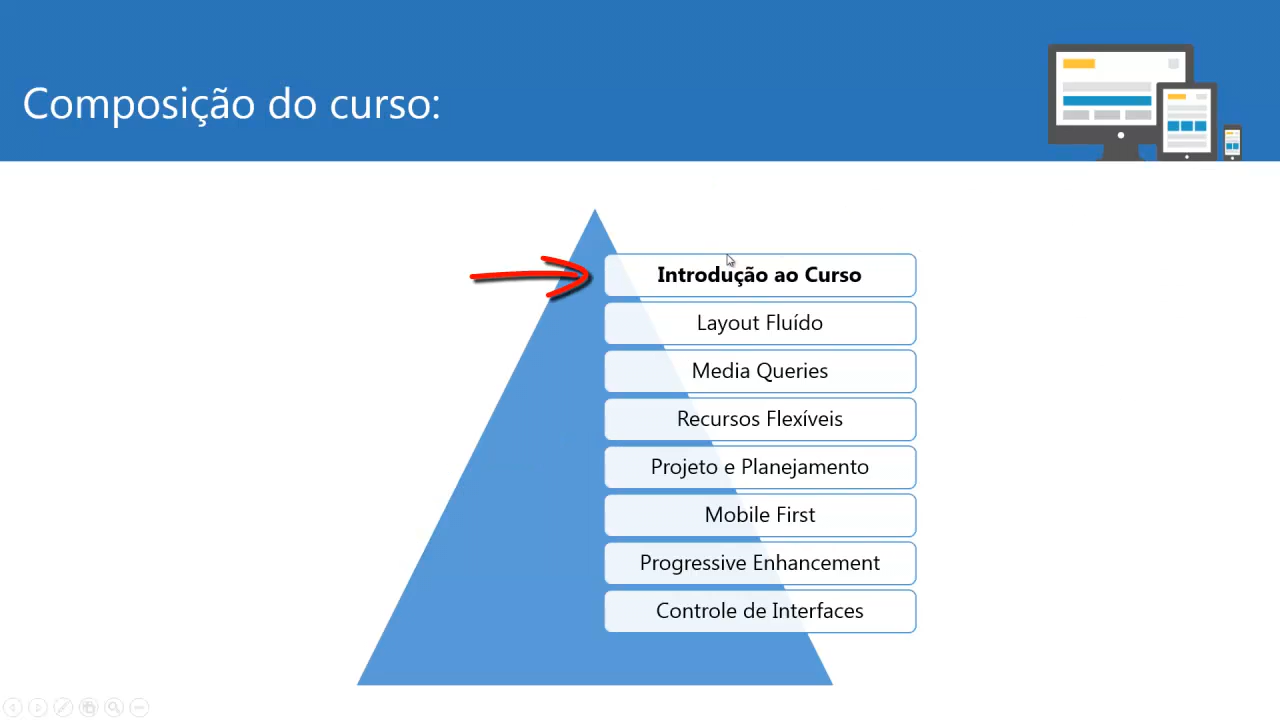 Composição do curso:
Introdução ao Curso
Layout Fluído
Media Queries
Recursos Flexíveis
Projeto e Planejamento
Mobile First
Progressive Enhancement
Controle de Interfaces